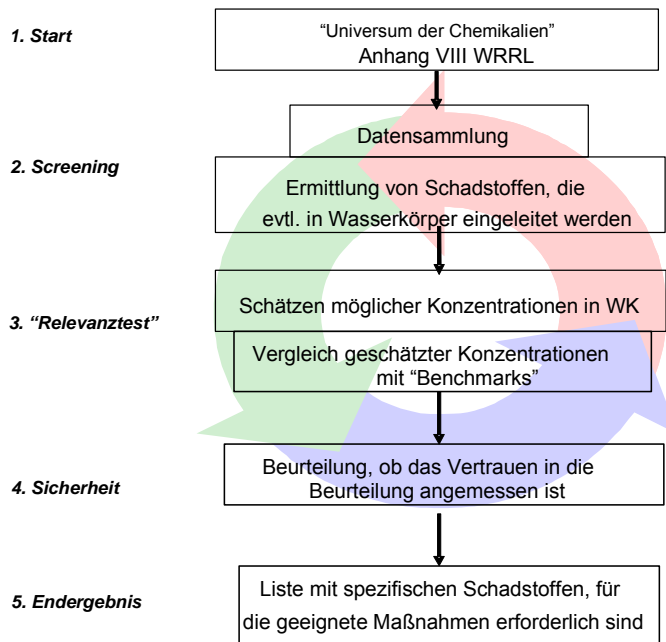 1. Start
“Universum der Chemikalien”
Anhang VIII WRRL
Datensammlung
2. Screening
Ermittlung von Schadstoffen, die
evtl. in Wasserkörper eingeleitet werden
Schätzen möglicher Konzentrationen in WK
3. “Relevanztest”
Vergleich geschätzter Konzentrationen
mit “Benchmarks”
Beurteilung, ob das Vertrauen in die
4. Sicherheit
Beurteilung angemessen ist
Liste mit spezifischen Schadstoffen, für
5. Endergebnis
die geeignete Maßnahmen erforderlich sind